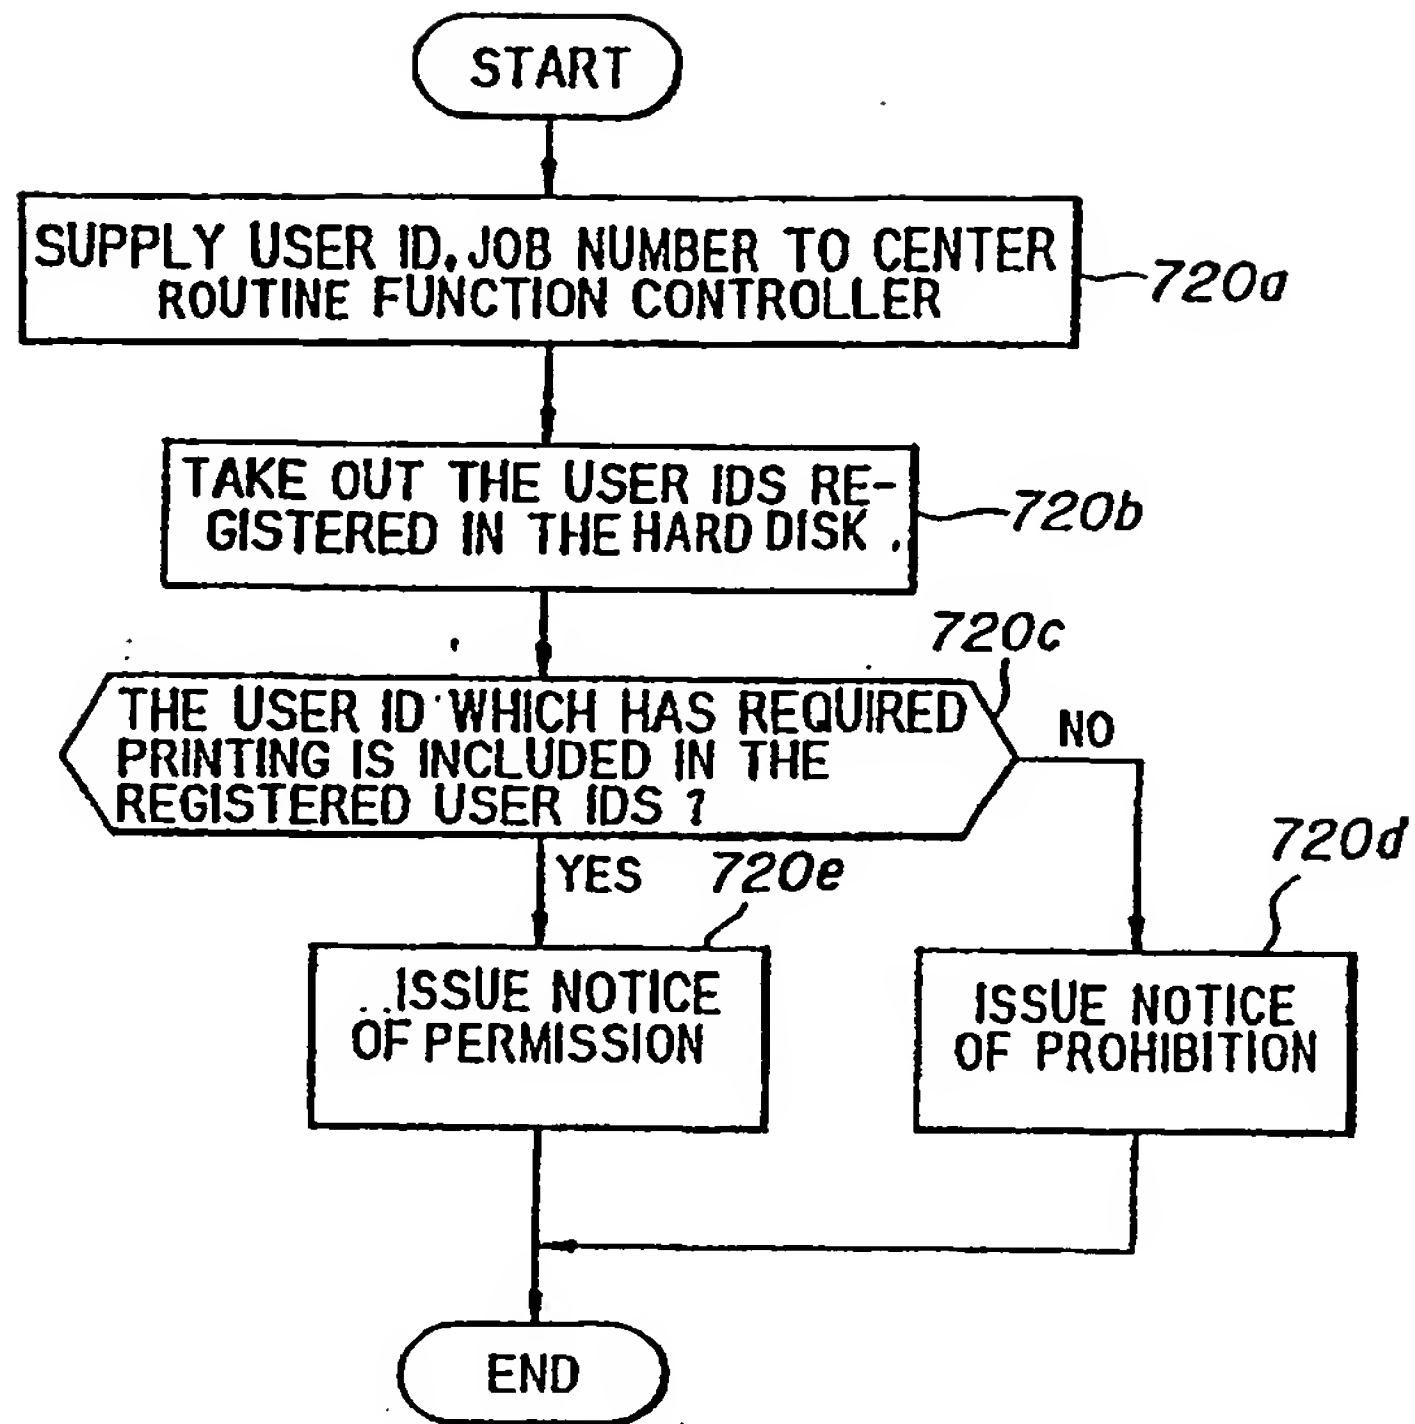 START
SUPPLY USER ID, JOB NUMBER TO CENTER
ROUTINE FUNCTION CONTROLLER
720a
TAKE OUT THE USER IDS RE-
GISTERED IN THE HARD DISK .
720b
720c
THE USER ID WHICH HAS REQUIRED
PRINTING IS INCLUDED IN THE
REGISTERED USER IDS ?
NO
YES
720e
720d
ISSUE NOTICE
OF PERMISSION
ISSUE NOTICE
OF PROHIBITION
END